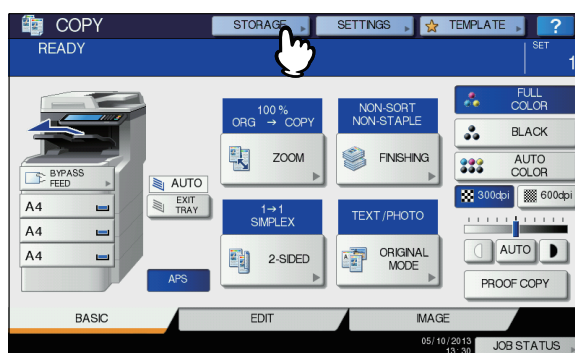 COPY
STORAGE
SETTINGS
TEMPLATE
?
READY
SET
1
100 %
ORG → COPY
NON-SORT
NON-STAPLE
FULL
COLOR
ZOOM
FINISHING
BLACK
BYPASS
FEED
AUTO
AUTO
COLOR
A4
EXIT
TRAY
300dpi
600dpi
A4
1→1
SIMPLEX
TEXT/PHOTO
A4
2-SIDED
ORIGINAL
MODE
AUTO
APS
PROOF COPY
BASIC
EDIT
IMAGE
05/10/2013
13:30
JOB STATUS